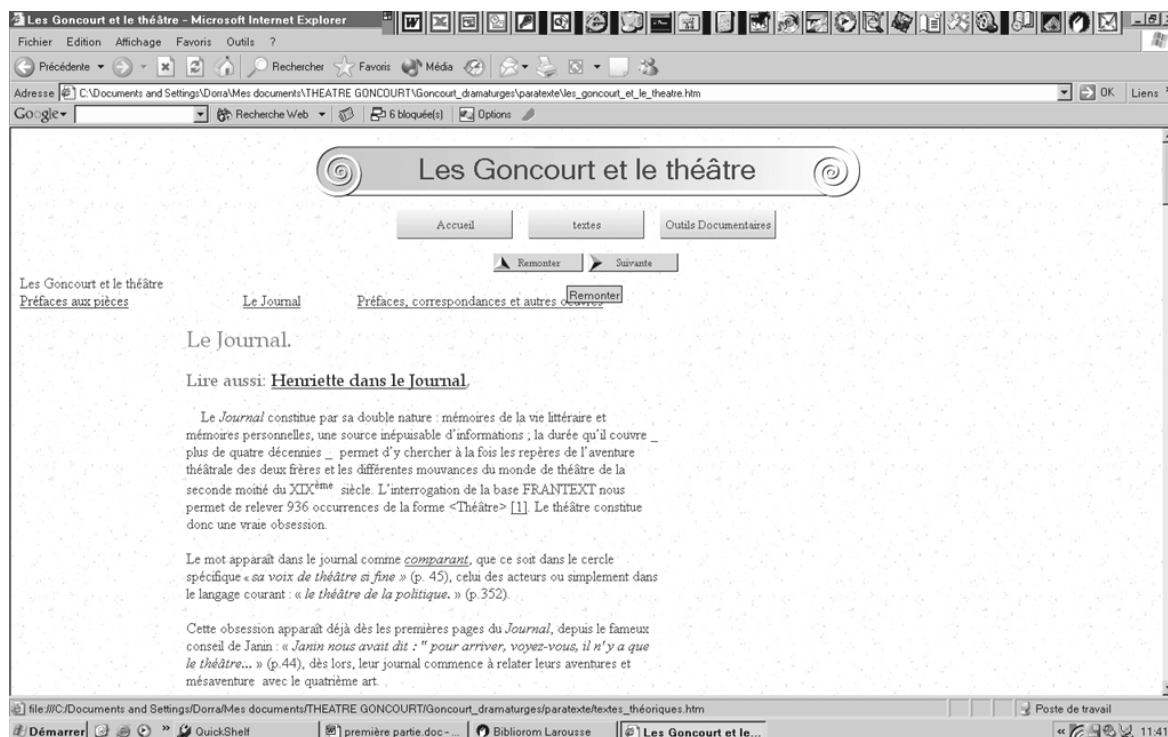 Les Goncourt et le théâtre - Microsoft Internet Explorer
Fichier Edition Affichage Favoris Outils ?
Précédente Rechercher Favoris Média
Adresse C:\Documents and Settings\Dorra\Mes documents\THEATRE GONCOURT\Goncourt_dramaturges\paratexte\les_goncourt_et_le_theatre.htm OK Liens
Google Recherche Web 6 bloquée(s) Options
Les Goncourt et le théâtre
Accueil textes Outils Documentaires
Remonter Suivante
Les Goncourt et le théâtre
Remonter
Préfaces aux pièces Le Journal Préfaces, correspondances et autres oeuvres
Le Journal.
Lire aussi: Henriette dans le Journal.
Le Journal constitue par sa double nature : mémoires de la vie littéraire et
mémoires personnelles, une source inépuisable d'informations ; la durée qu'il couvre _
plus de quatre décennies _ permet d'y chercher à la fois les repères de l'aventure
théâtrale des deux frères et les différentes mouvances du monde de théâtre de la
seconde moitié du XIXème siècle. L'interrogation de la base FRANTEXT nous
permet de relever 936 occurrences de la forme <Théâtre> [1]. Le théâtre constitue
donc une vraie obsession.
Le mot apparaît dans le journal comme comparant, que ce soit dans le cercle
spécifique « sa voix de théâtre si fine » (p. 45), celui des acteurs ou simplement dans
le langage courant : « le théâtre de la politique. » (p.352).
Cette obsession apparaît déjà dès les premières pages du Journal, depuis le fameux
conseil de Janin : « Janin nous avait dit : " pour arriver, voyez-vous, il n'y a que
le théâtre... » (p.44), dès lors, leur journal commence à relater leurs aventures et
mésaventure avec le quatrième art.
file:///C:/Documents and Settings/Dorra/Mes documents/THEATRE GONCOURT/Goncourt_dramaturges/paratexte/textes_théoriques.htm Poste de travail
Démarrer » QuickShelf première partie.doc - ... Bibliorom Larousse Les Goncourt et le... « 11:41